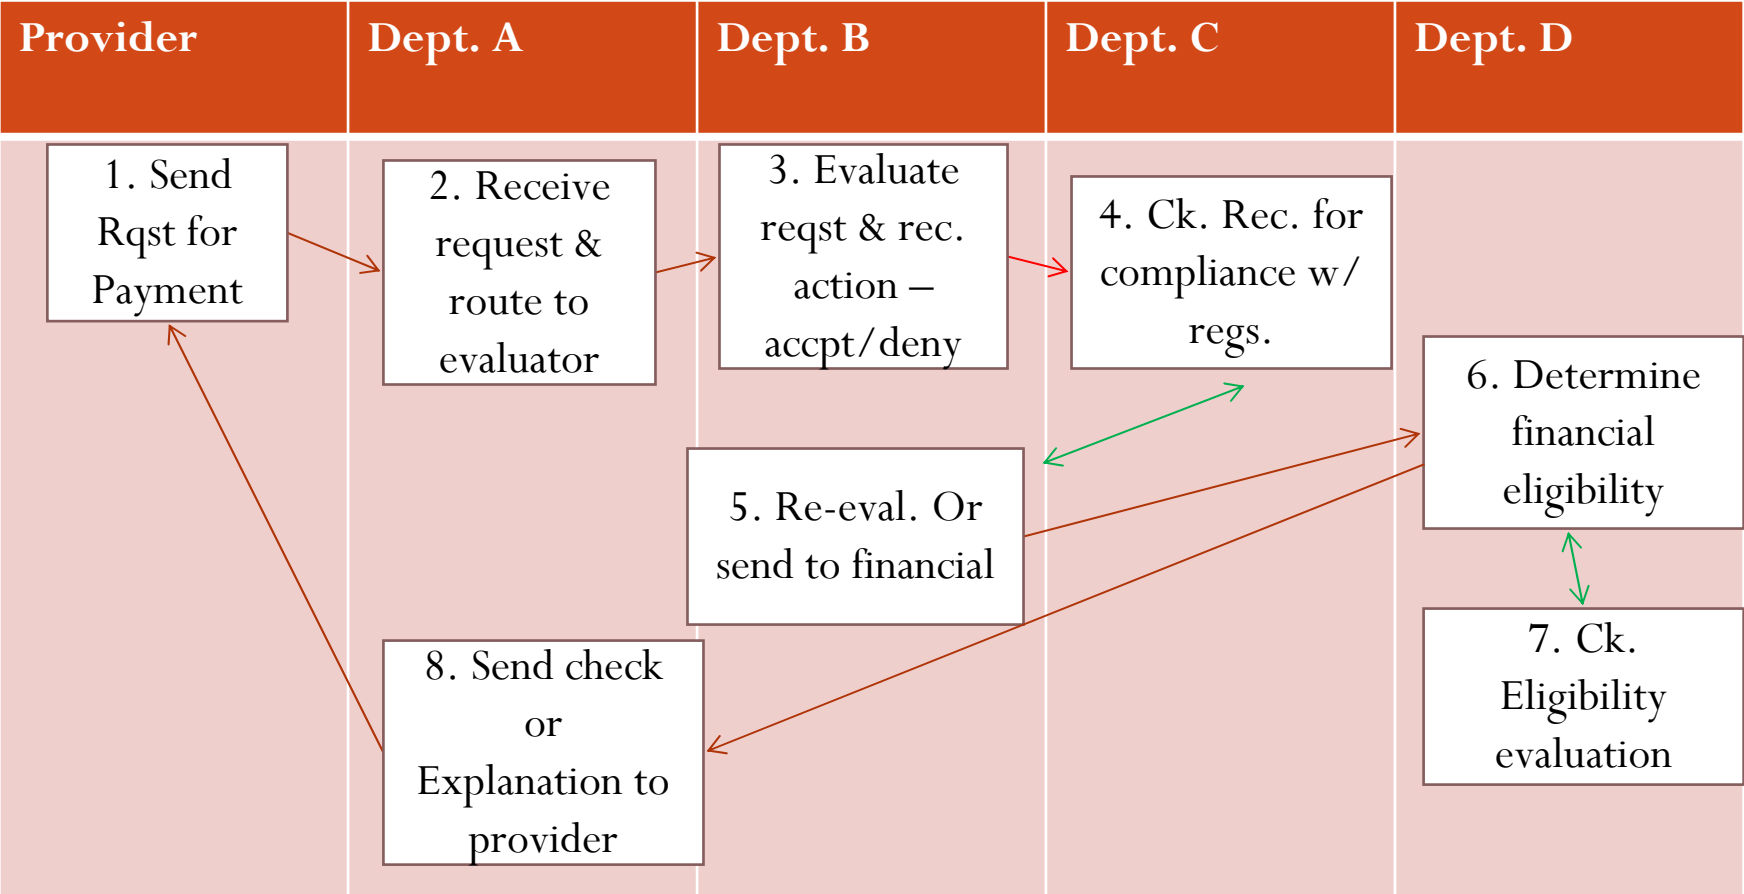 Provider
Dept. A
Dept. B
Dept. C
Dept. D
1. Send
Rqst for
Payment
2. Receive
request &
route to
evaluator
3. Evaluate
reqst & rec.
action –
accpt/deny
4. Ck. Rec. for
compliance w/
regs.
5. Re-eval. Or
send to financial
6. Determine
financial
eligibility
7. Ck.
Eligibility
evaluation
8. Send check
or
Explanation to
provider